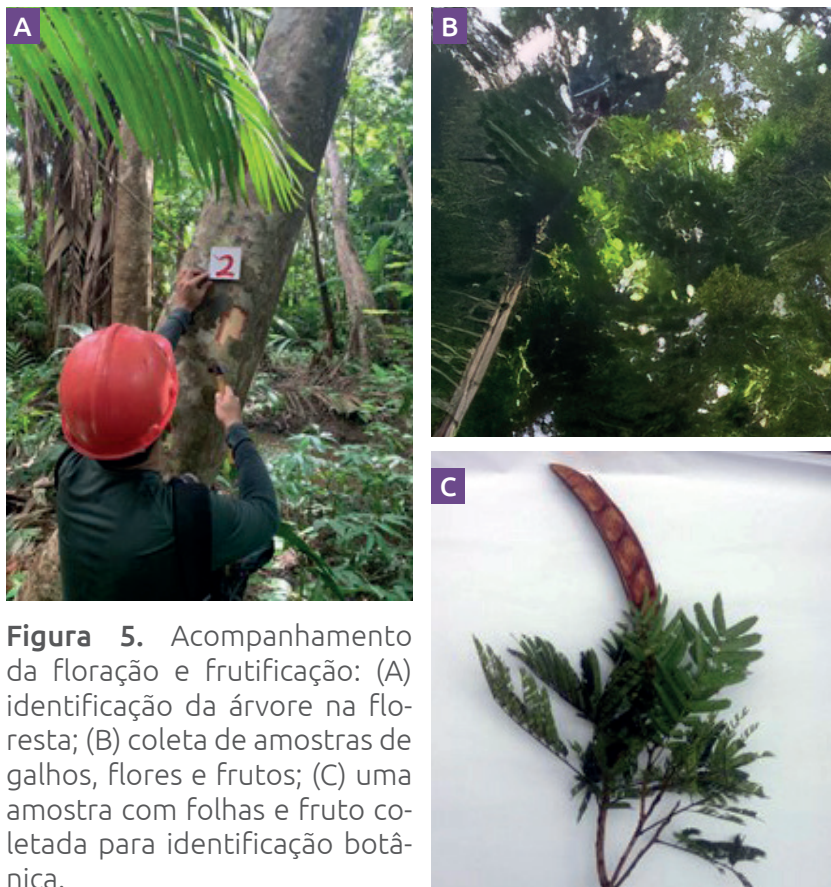 A
2
B
C
Figura 5. Acompanhamento
da floração e frutificação: (A)
identificação da árvore na flo-
resta; (B) coleta de amostras de
galhos, flores e frutos; (C) uma
amostra com folhas e fruto co-
letada para identificação botâ-
nica.